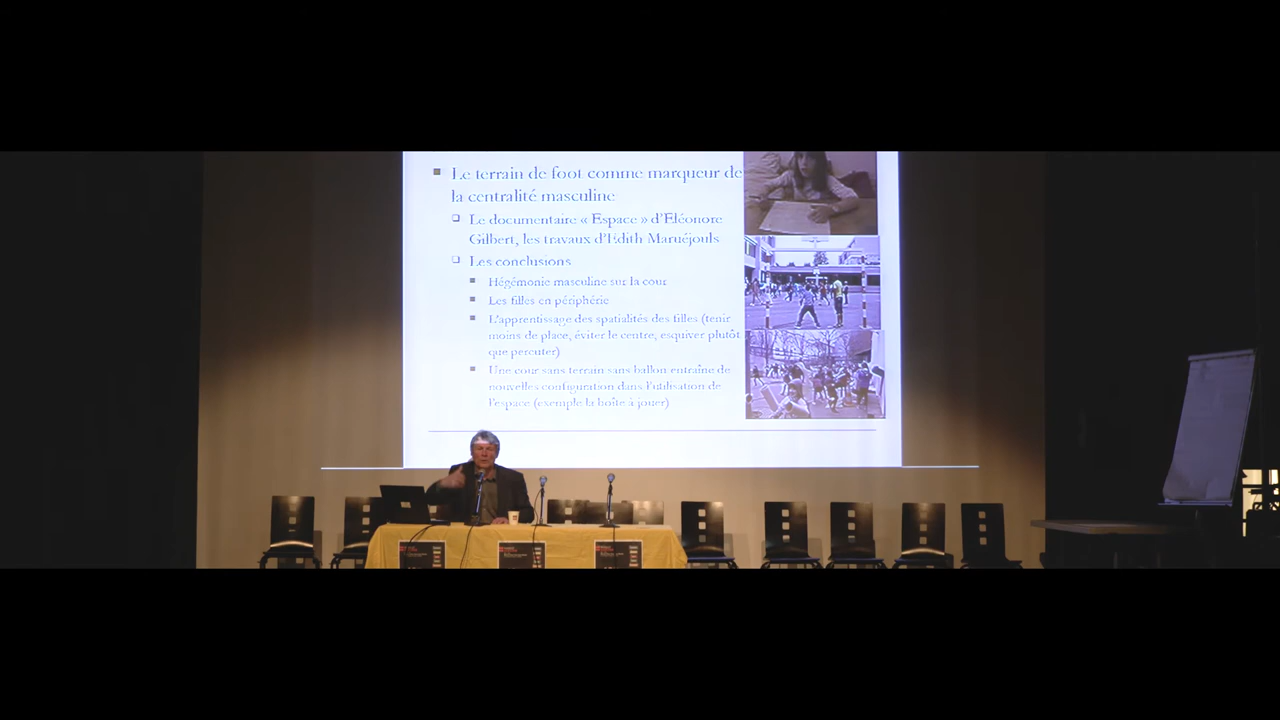 Le terrain de foot comme marqueur de
la centralité masculine
Le documentaire « Espace » d'Eléonore
Gilbert, les travaux d'Edith Maruéjouls
Les conclusions
Hégémonie masculine sur la cour
Les filles en périphérie
L'apprentissage des spatialités des filles (tenir
moins de place, éviter le centre, esquiver plutôt
que percuter)
Une cour sans terrain sans ballon entraîne de
nouvelles configuration dans l'utilisation de
l'espace (exemple la boîte à jouer)